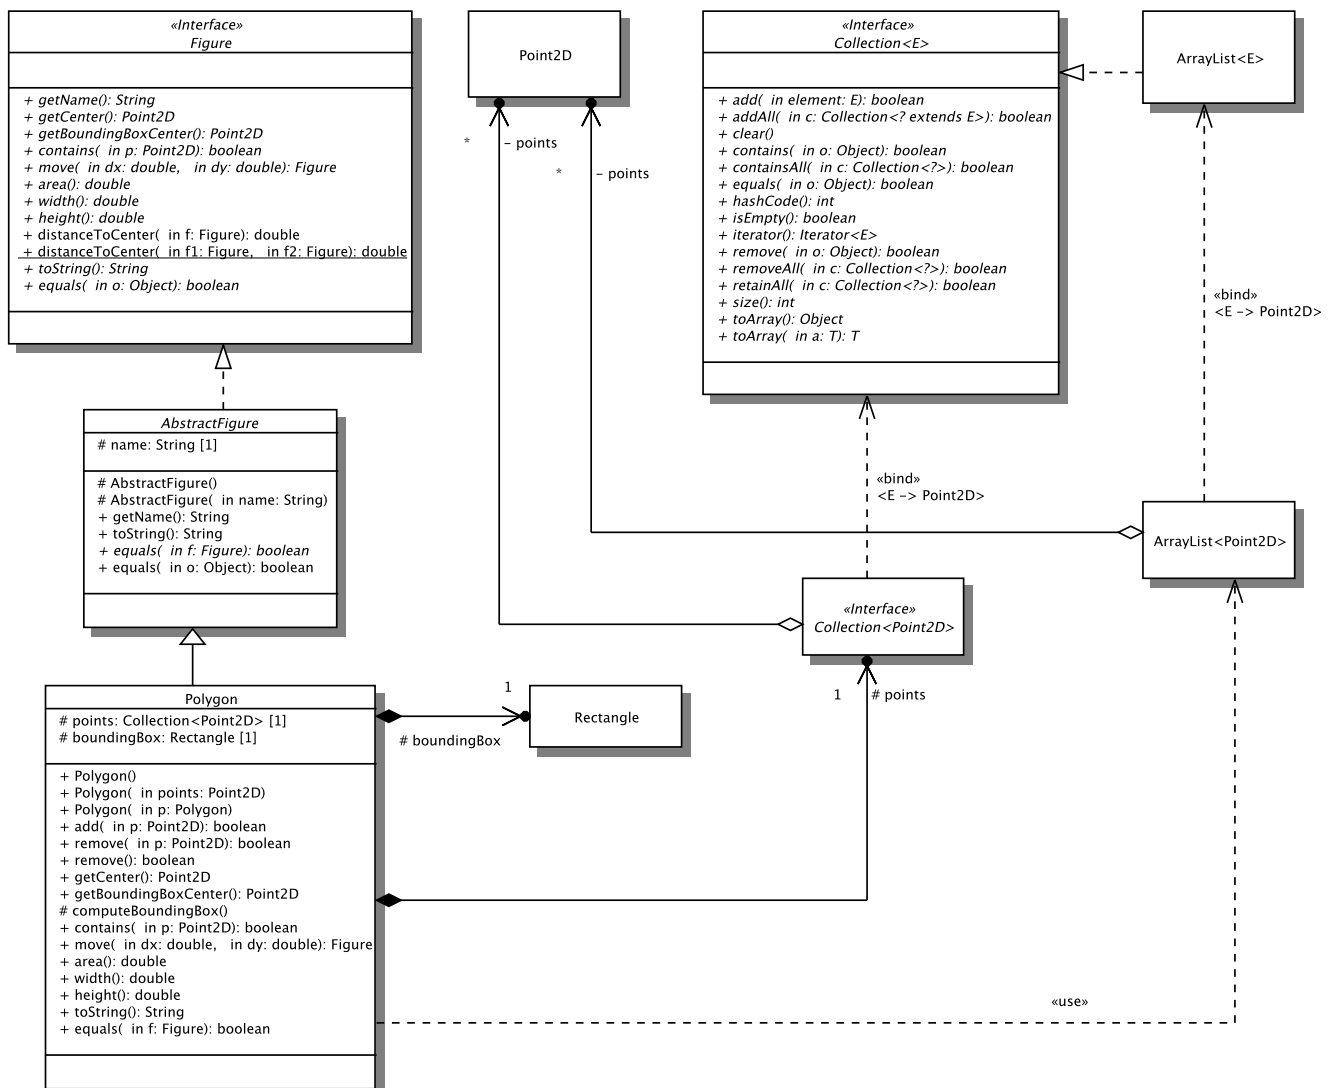 «Interface»
Figure
+ getName(): String
+ getCenter(): Point2D
+ getBoundingBoxCenter(): Point2D
+ contains(  in p: Point2D): boolean
+ move(  in dx: double,   in dy: double): Figure
+ area(): double
+ width(): double
+ height(): double
+ distanceToCenter(  in f: Figure): double
+ distanceToCenter(  in f1: Figure,   in f2: Figure): double
+ toString(): String
+ equals(  in o: Object): boolean
Point2D
* - points
* - points
«Interface»
Collection<E>
+ add(  in element: E): boolean
+ addAll(  in c: Collection<? extends E>): boolean
+ clear()
+ contains(  in o: Object): boolean
+ containsAll(  in c: Collection<?>): boolean
+ equals(  in o: Object): boolean
+ hashCode(): int
+ isEmpty(): boolean
+ iterator(): Iterator<E>
+ remove(  in o: Object): boolean
+ removeAll(  in c: Collection<?>): boolean
+ retainAll(  in c: Collection<?>): boolean
+ size(): int
+ toArray(): Object
+ toArray(  in a: T): T
ArrayList<E>
«bind»
<E -> Point2D>
AbstractFigure
# name: String [1]
# AbstractFigure()
# AbstractFigure(  in name: String)
+ getName(): String
+ toString(): String
+ equals(  in f: Figure): boolean
+ equals(  in o: Object): boolean
«bind»
<E -> Point2D>
ArrayList<Point2D>
«Interface»
Collection<Point2D>
1 # points
Polygon
# points: Collection<Point2D> [1]
# boundingBox: Rectangle [1]
+ Polygon()
+ Polygon(  in points: Point2D)
+ Polygon(  in p: Polygon)
+ add(  in p: Point2D): boolean
+ remove(  in p: Point2D): boolean
+ remove(): boolean
+ getCenter(): Point2D
+ getBoundingBoxCenter(): Point2D
# computeBoundingBox()
+ contains(  in p: Point2D): boolean
+ move(  in dx: double,   in dy: double): Figure
+ area(): double
+ width(): double
+ height(): double
+ toString(): String
+ equals(  in f: Figure): boolean
1
# boundingBox
Rectangle
«use»